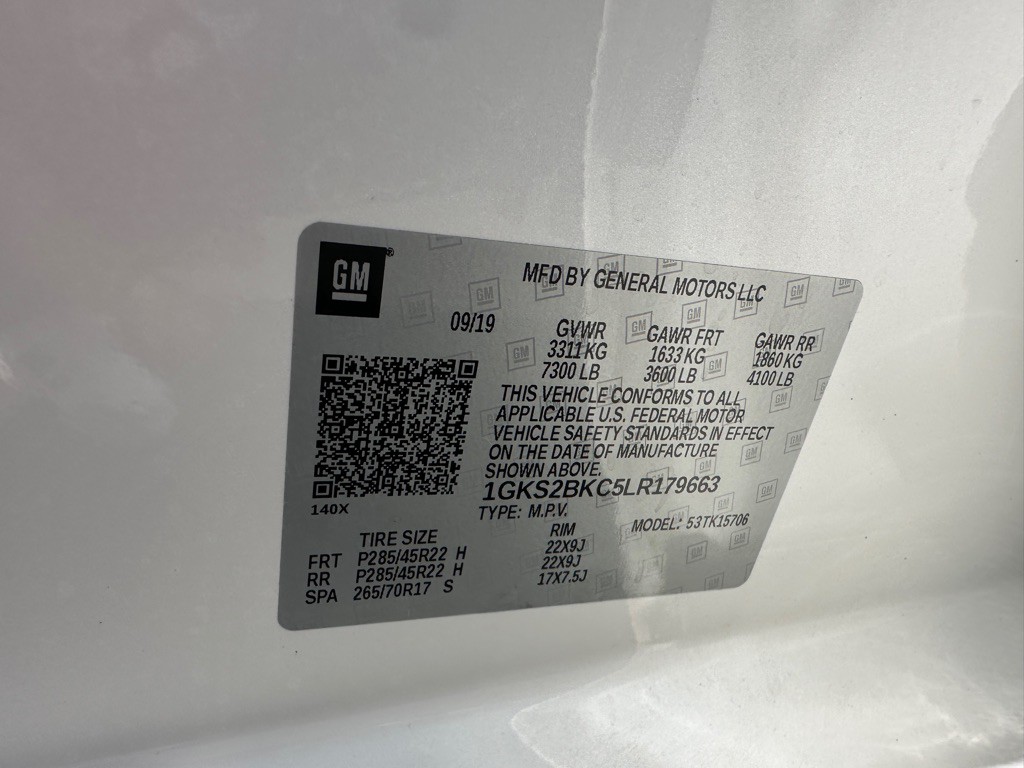 GM®
MFD BY GENERAL MOTORS LLC
09/19
GVWR GAWR FRT GAWR RR
3311 KG 1633 KG 1860 KG
7300 LB 3600 LB 4100 LB
THIS VEHICLE CONFORMS TO ALL
APPLICABLE U.S. FEDERAL MOTOR
VEHICLE SAFETY STANDARDS IN EFFECT
ON THE DATE OF MANUFACTURE
SHOWN ABOVE.
1GKS2BKC5LR179663
140X
TYPE: M.P.V. MODEL: 53TK15706
TIRE SIZE RIM
FRT P285/45R22 H 22X9J
RR P285/45R22 H 22X9J
SPA 265/70R17 S 17X7.5J